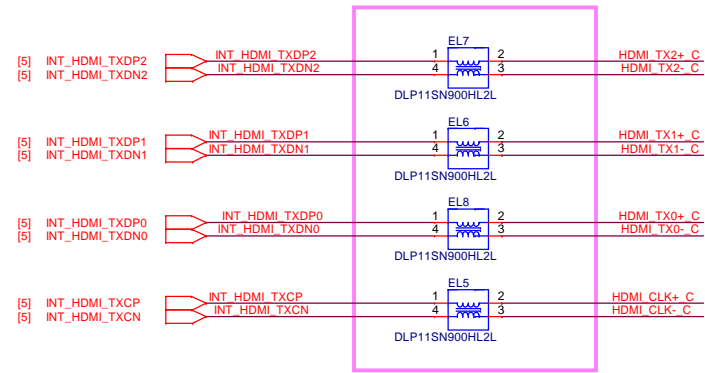 EL7
[5] INT_HDMI_TXDP2 INT_HDMI_TXDP2 1 2 HDMI_TX2+_C
[5] INT_HDMI_TXDN2 INT_HDMI_TXDN2 4 3 HDMI_TX2-_C
DLP11SN900HL2L
EL6
[5] INT_HDMI_TXDP1 INT_HDMI_TXDP1 1 2 HDMI_TX1+_C
[5] INT_HDMI_TXDN1 INT_HDMI_TXDN1 4 3 HDMI_TX1-_C
DLP11SN900HL2L
EL8
[5] INT_HDMI_TXDP0 INT_HDMI_TXDP0 1 2 HDMI_TX0+_C
[5] INT_HDMI_TXDN0 INT_HDMI_TXDN0 4 3 HDMI_TX0-_C
DLP11SN900HL2L
EL5
[5] INT_HDMI_TXCP INT_HDMI_TXCP 1 2 HDMI_CLK+_C
[5] INT_HDMI_TXCN INT_HDMI_TXCN 4 3 HDMI_CLK-_C
DLP11SN900HL2L